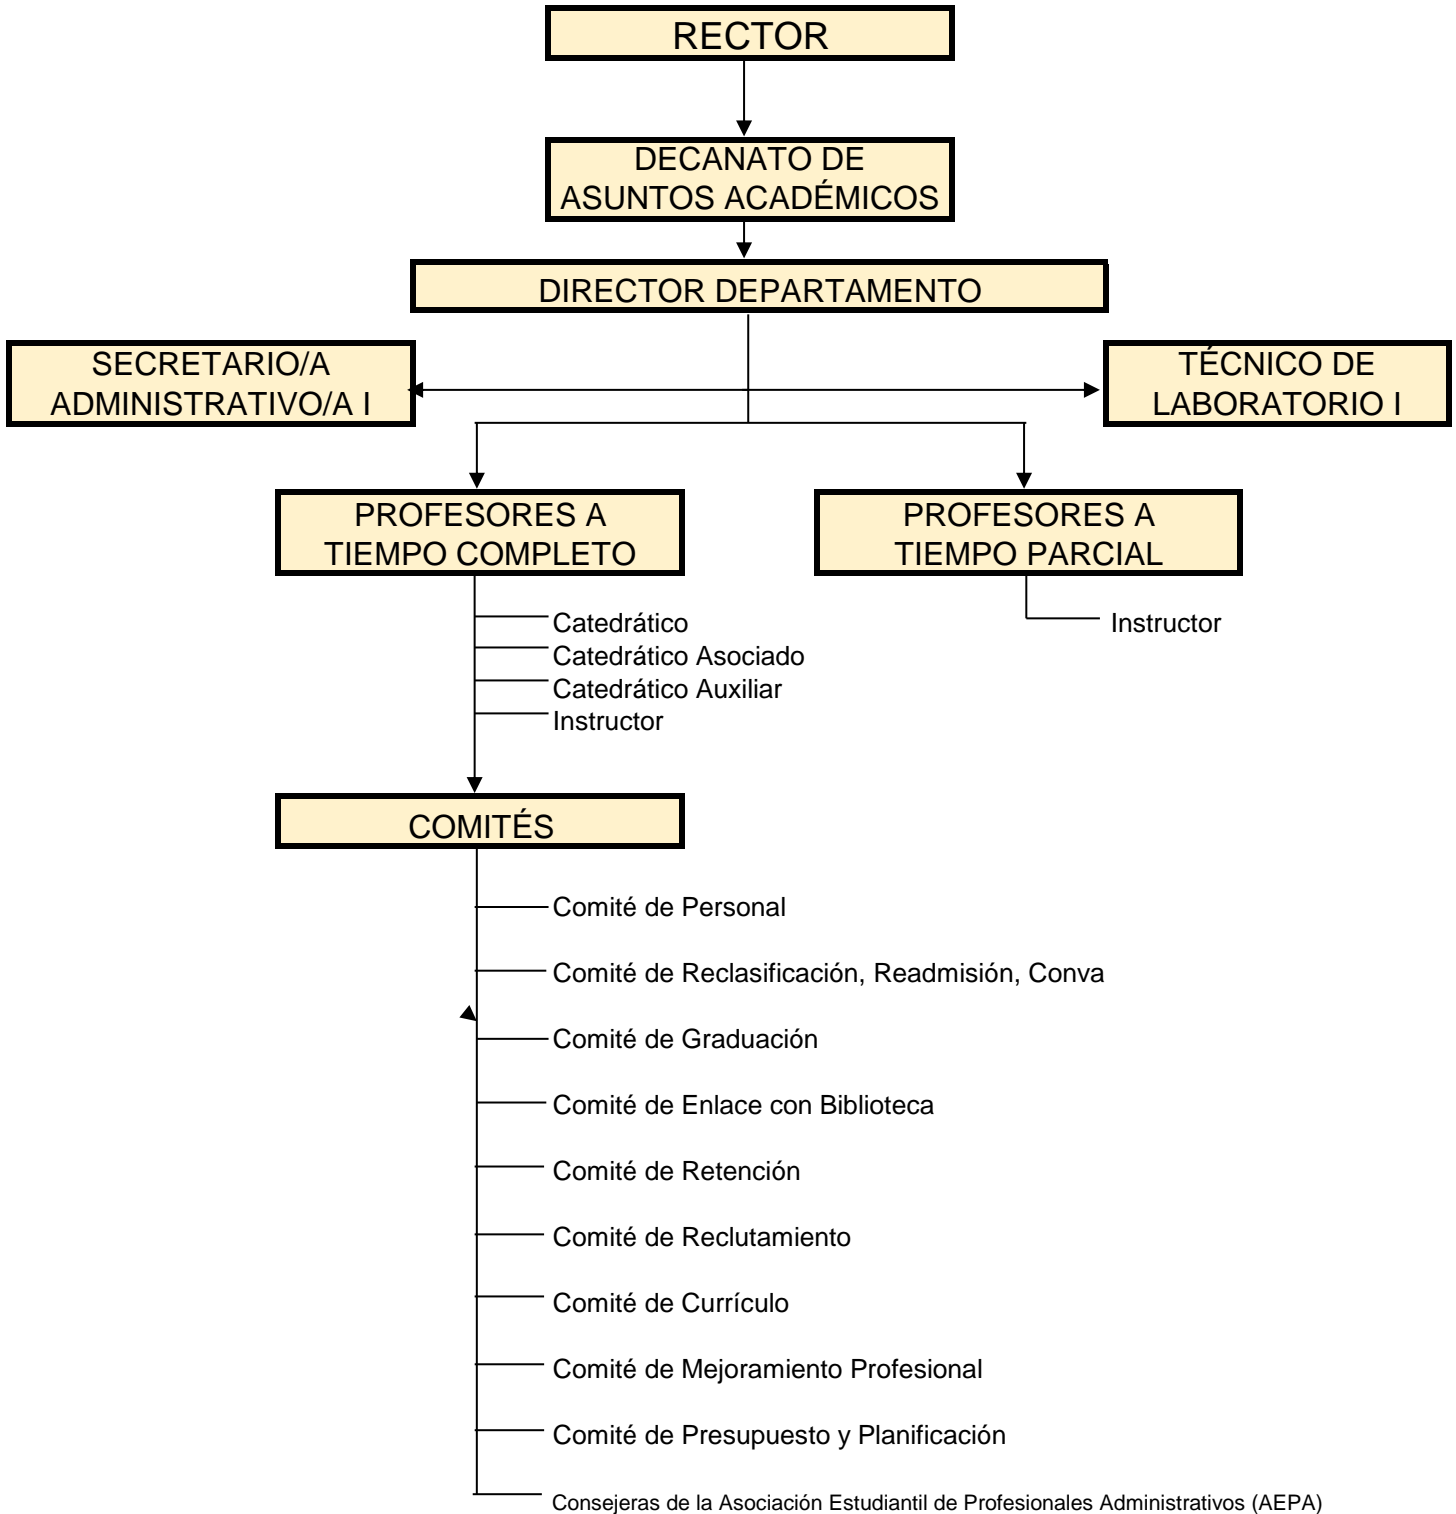 RECTOR
DECANATO DE
ASUNTOS ACADÉMICOS
DIRECTOR DEPARTAMENTO
SECRETARIO/A
ADMINISTRATIVO/A I
TÉCNICO DE
LABORATORIO I
PROFESORES A
TIEMPO COMPLETO
PROFESORES A
TIEMPO PARCIAL
Catedrático
Catedrático Asociado
Catedrático Auxiliar
Instructor
Instructor
COMITÉS
Comité de Personal
Comité de Reclasificación, Readmisión, Conva
Comité de Graduación
Comité de Enlace con Biblioteca
Comité de Retención
Comité de Reclutamiento
Comité de Currículo
Comité de Mejoramiento Profesional
Comité de Presupuesto y Planificación
Consejeras de la Asociación Estudiantil de Profesionales Administrativos (AEPA)